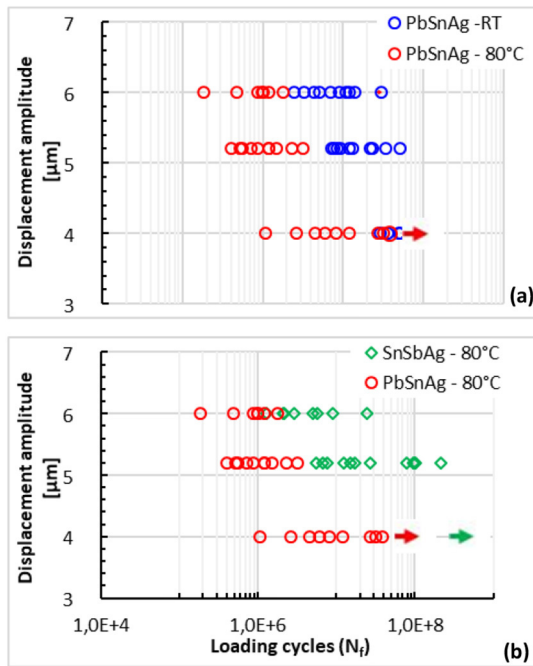 7
PbSnAg -RT
PbSnAg - 80°C
6
5
4
3
Displacement amplitude
[µm]
(a)
7
SnSbAg - 80°C
PbSnAg - 80°C
6
5
4
3
Displacement amplitude
[µm]
1,0E+4
1,0E+6
1,0E+8
Loading cycles (Nf)
(b)